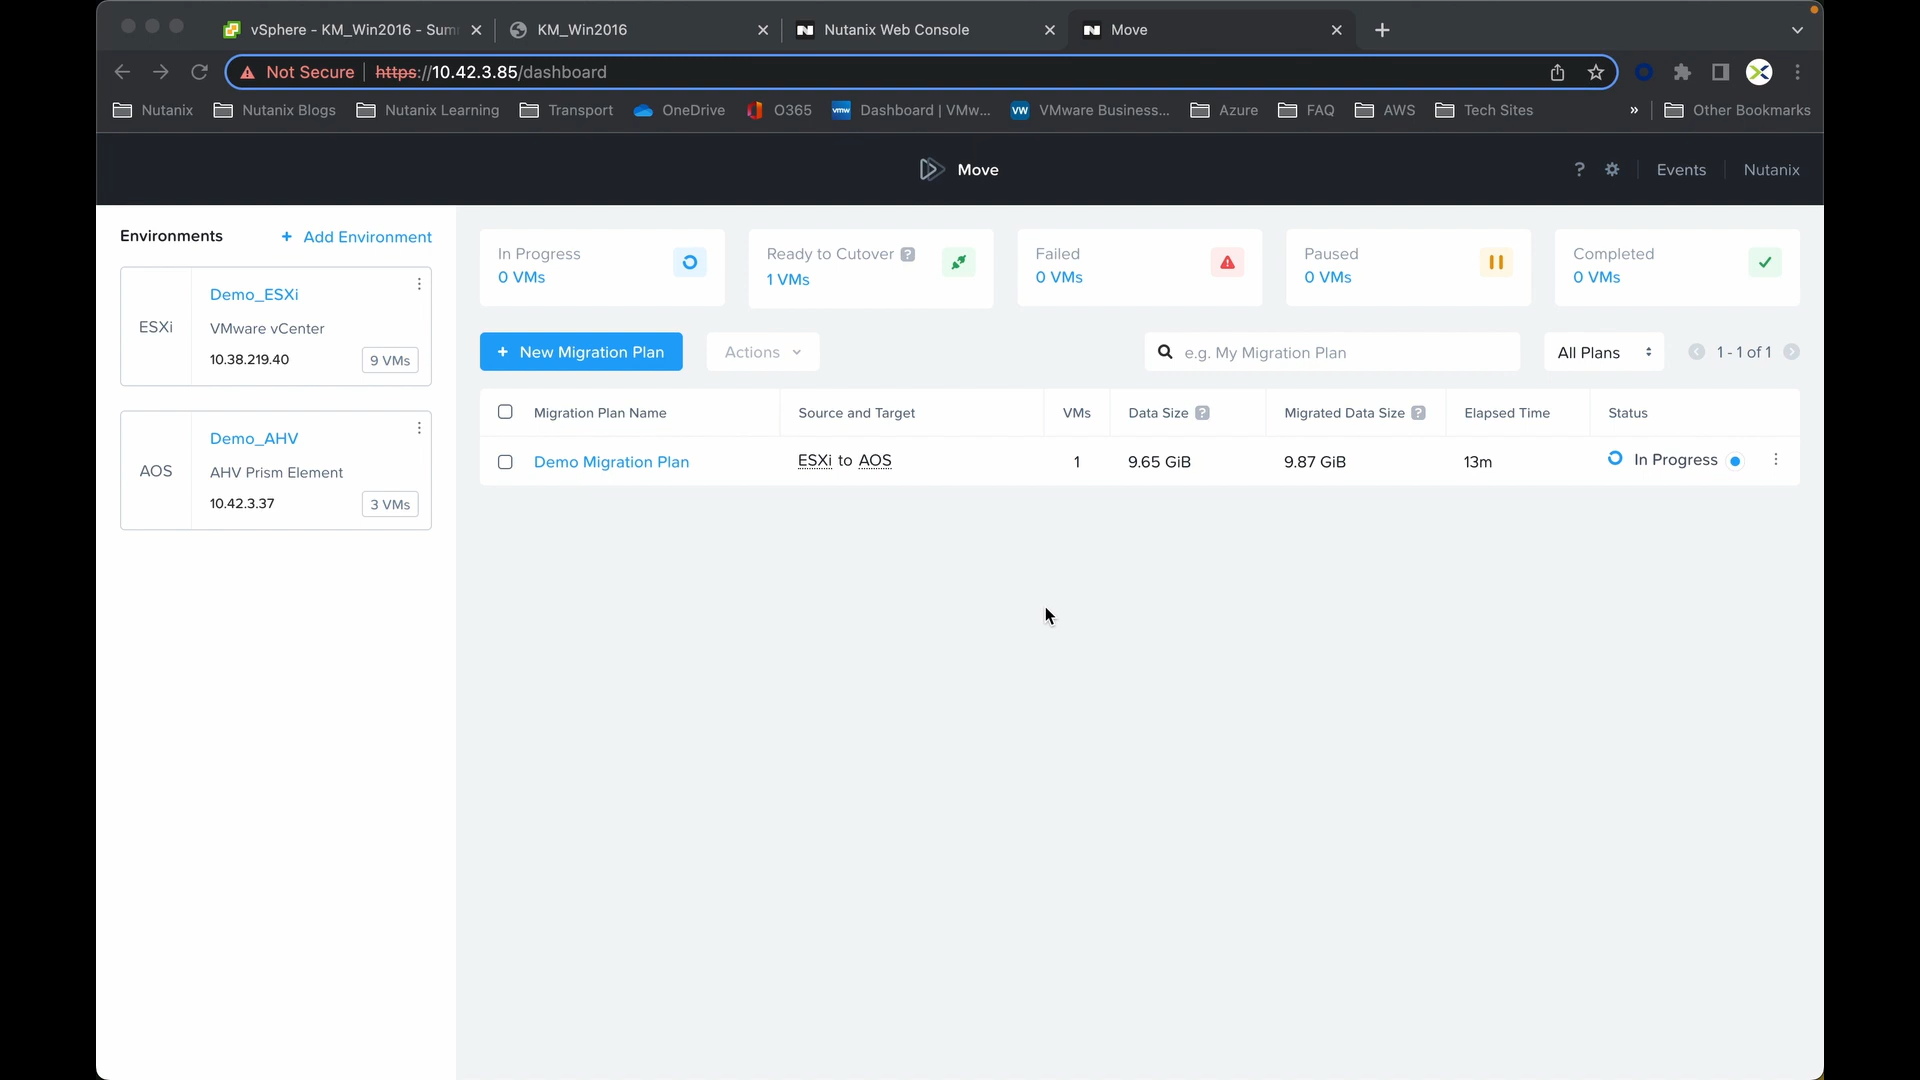 vSphere - KM_Win2016 - Sum
KM_Win2016
Nutanix Web Console
Move
Not Secure
https://10.42.3.85/dashboard
Nutanix
Nutanix Blogs
Nutanix Learning
Transport
OneDrive
O365
vmw
Dashboard | VMw...
VW
VMware Business...
Azure
FAQ
AWS
Tech Sites
»
Other Bookmarks
Move
?
Events
Nutanix
Environments
+ Add Environment
ESXi
Demo_ESXi
VMware vCenter
10.38.219.40
9 VMs
AOS
Demo_AHV
AHV Prism Element
10.42.3.37
3 VMs
In Progress
0 VMs
Ready to Cutover ?
1 VMs
Failed
0 VMs
Paused
0 VMs
Completed
0 VMs
+ New Migration Plan
Actions
e.g. My Migration Plan
All Plans
1 - 1 of 1
Migration Plan Name
Source and Target
VMs
Data Size ?
Migrated Data Size ?
Elapsed Time
Status
Demo Migration Plan
ESXi to AOS
1
9.65 GiB
9.87 GiB
13m
In Progress